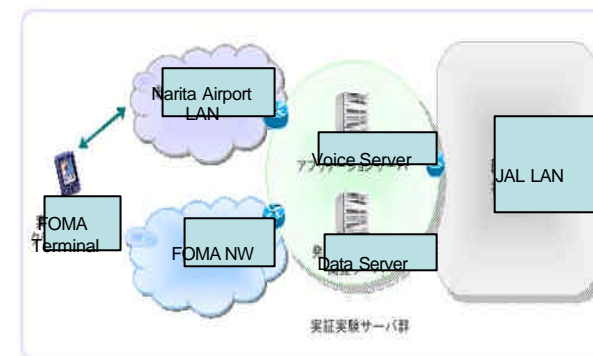 Narita Airport
LAN
Voice Server
JAL LAN
FOMA
Terminal
FOMA NW
Data Server
実証実験サーバ群